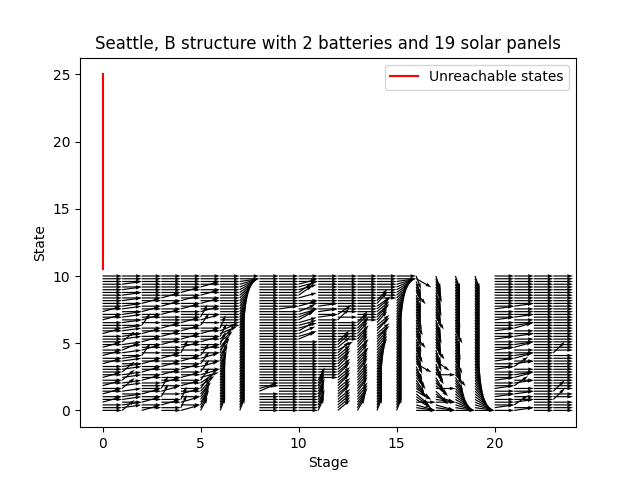 Seattle, B structure with 2 batteries and 19 solar panels
Unreachable states
25
20
15
10
5
0
State
0 5 10 15 20
Stage